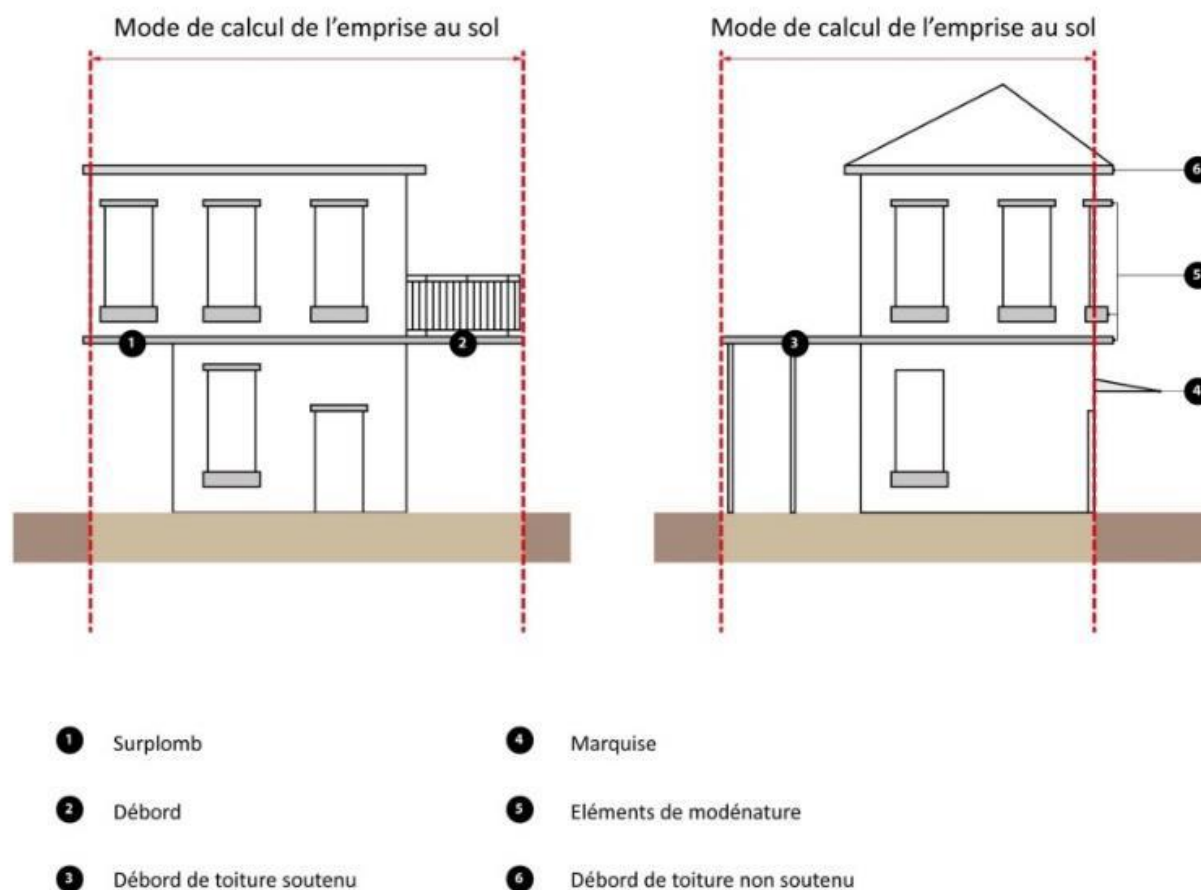 Mode de calcul de l'emprise au sol
Mode de calcul de l'emprise au sol
6
5
1
2
3
4
1 Surplomb
4 Marquise
2 Débord
5 Eléments de modénature
3 Débord de toiture soutenu
6 Débord de toiture non soutenu